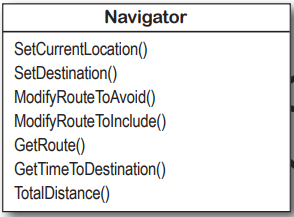 Navigator
SetCurrentLocation()
SetDestination()
ModifyRouteToAvoid()
ModifyRouteToInclude()
GetRoute()
GetTimeToDestination()
TotalDistance()